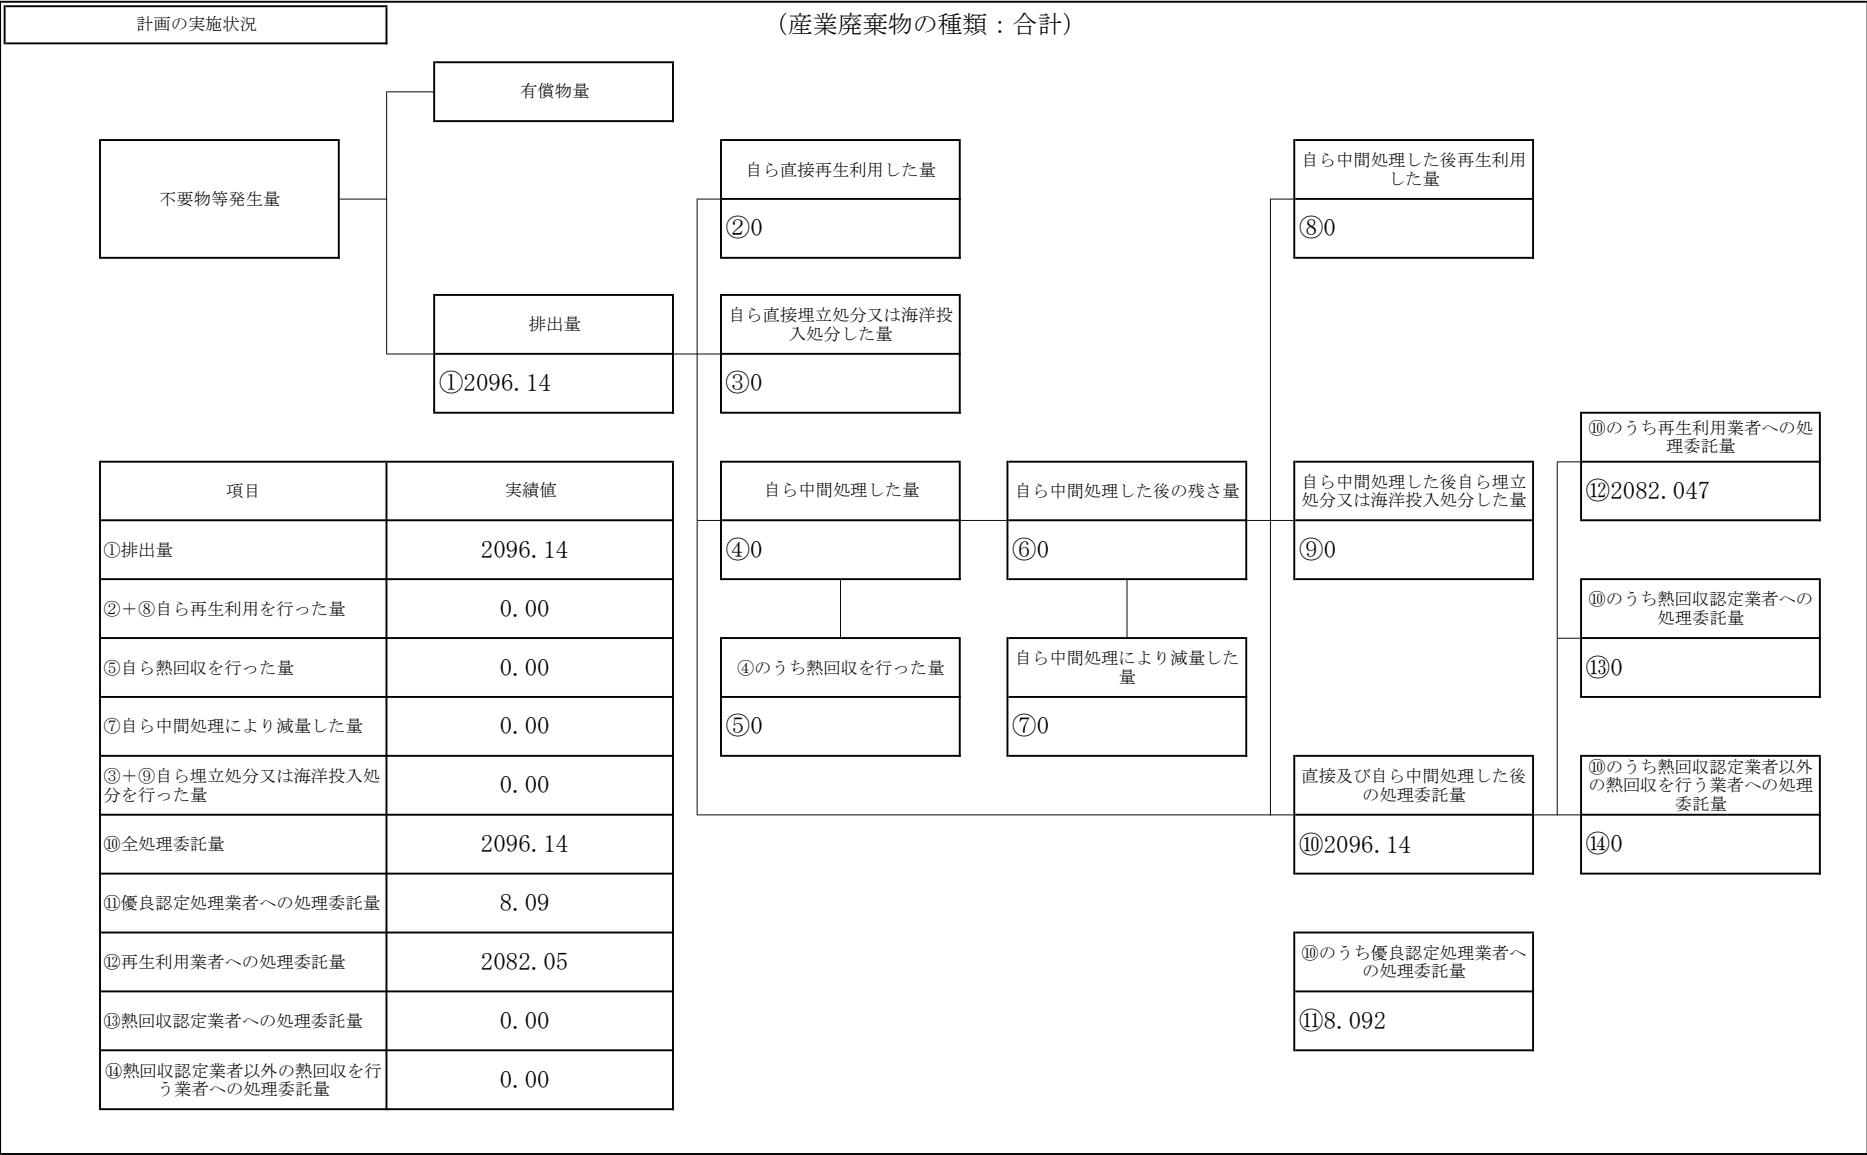 計画の実施状況
（産業廃棄物の種類：合計）
有償物量
不要物等発生量
自ら直接再生利用した量
②0
自ら中間処理した後再生利用
した量
⑧0
排出量
①2096.14
自ら直接埋立処分又は海洋投
入処分した量
③0
⑩のうち再生利用業者への処
理委託量
⑫2082.047
自ら中間処理した量
④0
自ら中間処理した後の残さ量
⑥0
自ら中間処理した後自ら埋立
処分又は海洋投入処分した量
⑨0
⑩のうち熱回収認定業者への
処理委託量
⑬0
④のうち熱回収を行った量
⑤0
自ら中間処理により減量した
量
⑦0
直接及び自ら中間処理した後
の処理委託量
⑩2096.14
⑩のうち熱回収認定業者以外
の熱回収を行う業者への処理
委託量
⑭0
⑩のうち優良認定処理業者へ
の処理委託量
⑪8.092
項目 実績値
①排出量 2096.14
②＋⑧自ら再生利用を行った量 0.00
⑤自ら熱回収を行った量 0.00
⑦自ら中間処理により減量した量 0.00
③＋⑨自ら埋立処分又は海洋投入処
分を行った量 0.00
⑩全処理委託量 2096.14
⑪優良認定処理業者への処理委託量 8.09
⑫再生利用業者への処理委託量 2082.05
⑬熱回収認定業者への処理委託量 0.00
⑭熱回収認定業者以外の熱回収を行
う業者への処理委託量 0.00